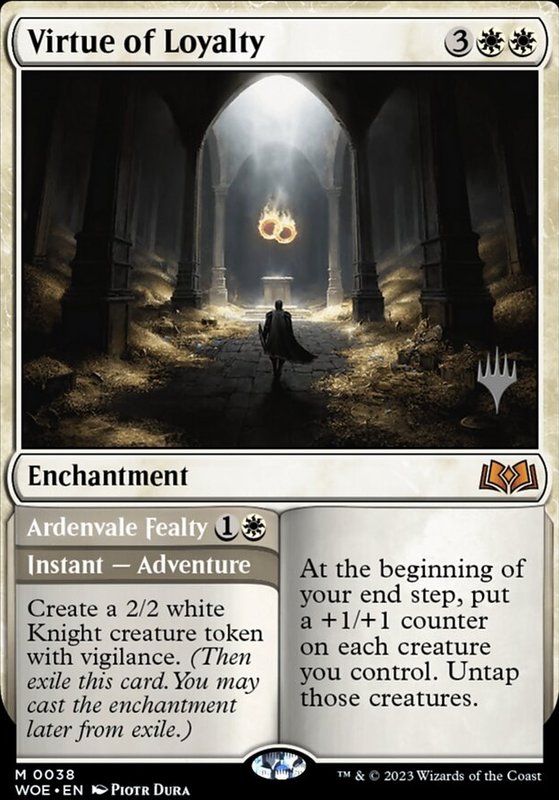 Virtue of Loyalty 3
Enchantment
Ardenvale Fealty 1
Instant — Adventure
Create a 2/2 white
Knight creature token
with vigilance. (Then
exile this card. You may
cast the enchantment
later from exile.)
At the beginning of
your end step, put
a +1/+1 counter
on each creature
you control. Untap
those creatures.
M 0038
WOE • EN Piotr Dura
™ & © 2023 Wizards of the Coast